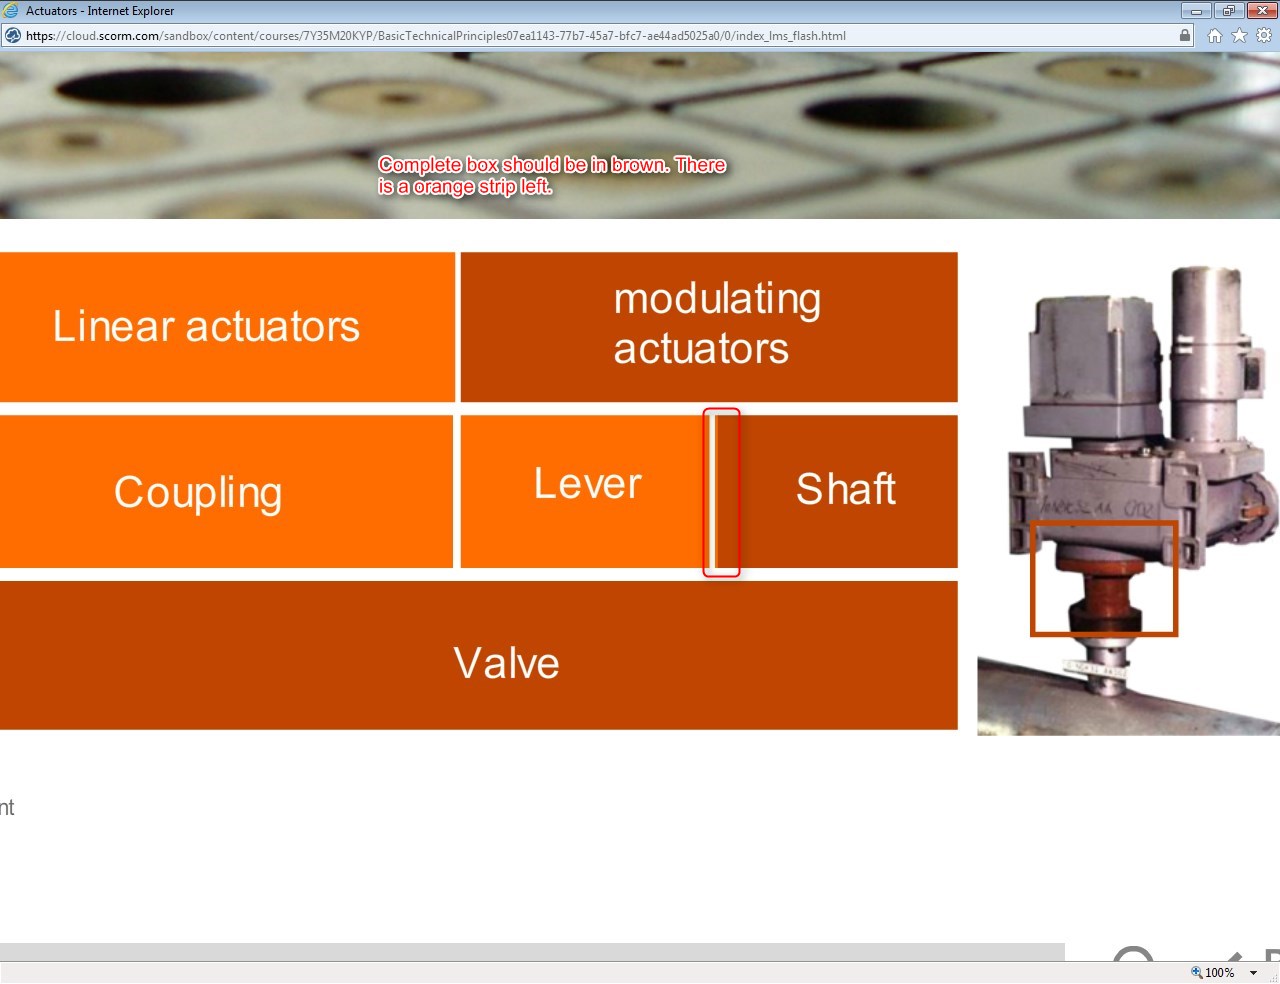 Actuators - Internet Explorer
https://cloud.scorm.com/sandbox/content/courses/7Y35M20KYP/BasicTechnicalPrinciples07ea1143-77b7-45a7-bfc7-ae44ad5025a0/0/index_lms_flash.html
Complete box should be in brown. There
is a orange strip left.
Linear actuators
modulating
actuators
Coupling
Lever
Shaft
Valve
nt
100%